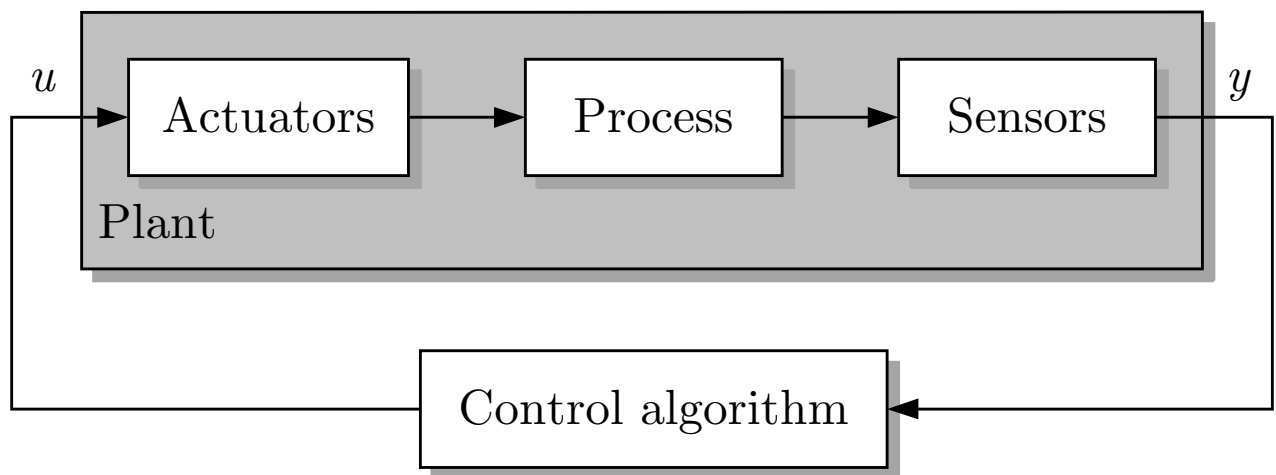 u
y
Actuators
Process
Sensors
Plant
Control algorithm